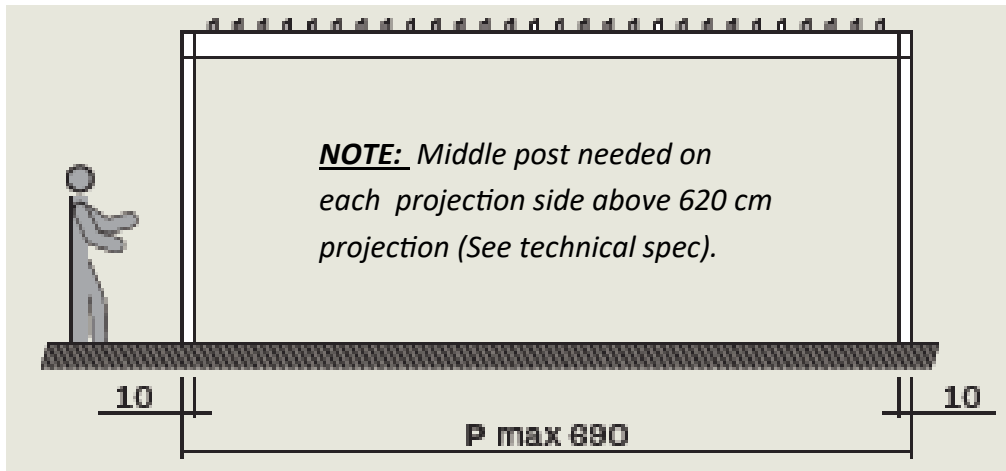 NOTE: Middle post needed on
each projection side above 620 cm
projection (See technical spec).
10
10
P max 690